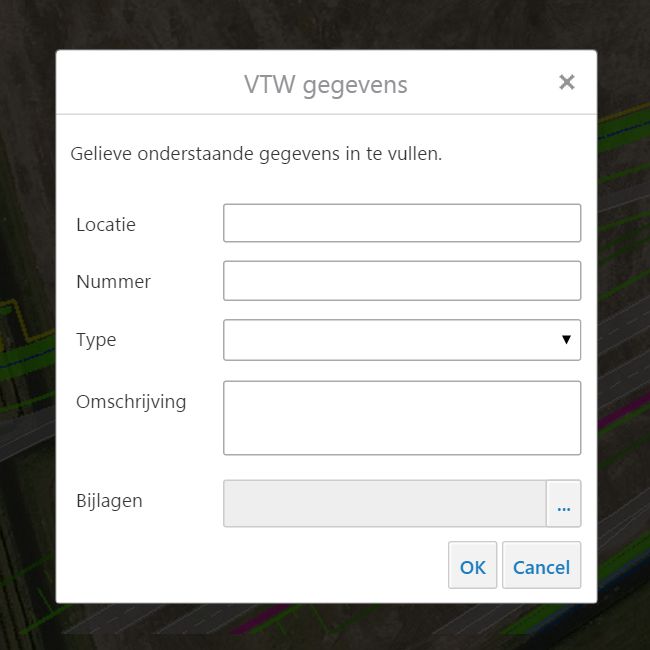 VTW gegevens
Gelieve onderstaande gegevens in te vullen.
Locatie
Nummer
Type
Omschrijving
Bijlagen
...
OK Cancel